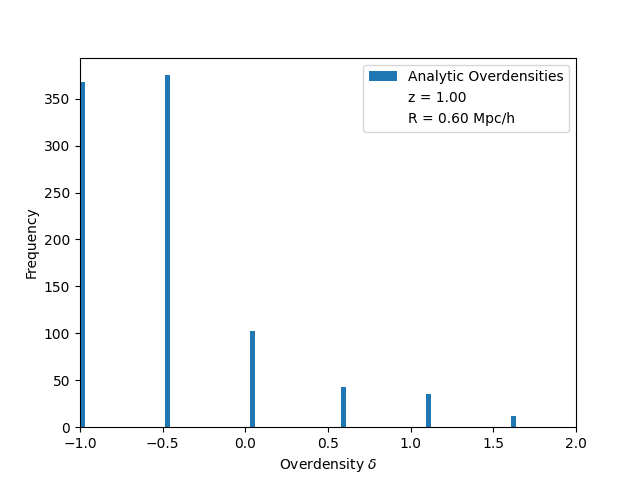 Analytic Overdensities
z = 1.00
R = 0.60 Mpc/h
Frequency
350
300
250
200
150
100
50
0
−1.0 −0.5 0.0 0.5 1.0 1.5 2.0
Overdensity δ